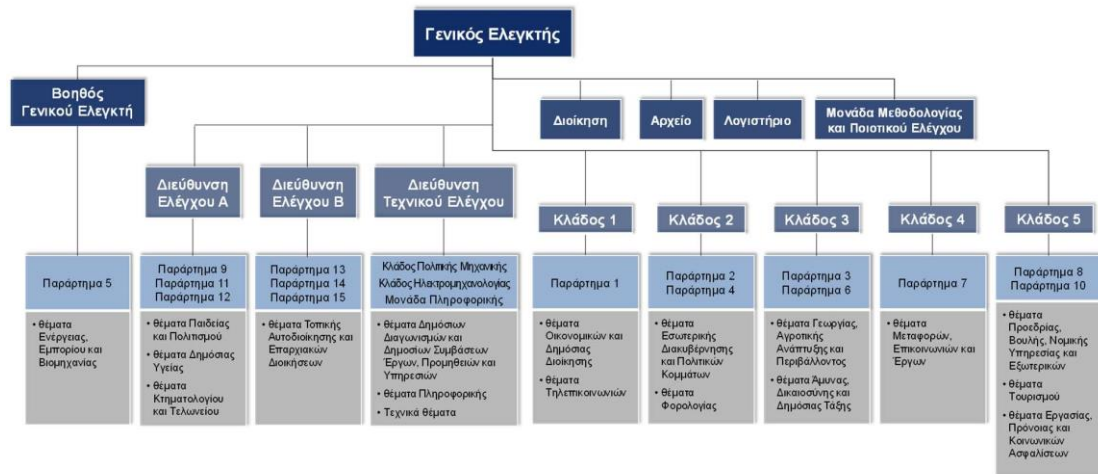 Γενικός Ελεγκτής
Βοηθός
Γενικού Ελεγκτή
Διοίκηση
Αρχείο
Λογιστήριο
Μονάδα Μεθοδολογίας
και Ποιοτικού Ελέγχου
Διεύθυνση
Ελέγχου Α
Διεύθυνση
Ελέγχου Β
Διεύθυνση
Τεχνικού Ελέγχου
Κλάδος 1
Κλάδος 2
Κλάδος 3
Κλάδος 4
Κλάδος 5
Παράρτημα 5
• θέματα
Ενέργειας,
Εμπορίου και
Βιομηχανίας
Παράρτημα 9
Παράρτημα 11
Παράρτημα 12
• θέματα Παιδείας
και Πολιτισμού
• θέματα Δημόσιας
Υγείας
• θέματα
Κτηματολογίου
και Τελωνείου
Παράρτημα 13
Παράρτημα 14
Παράρτημα 15
• θέματα Τοπικής
Αυτοδιοίκησης και
Επαρχιακών
Διοικήσεων
Κλάδος Πολιτικής Μηχανικής
Κλάδος Ηλεκτρομηχανολογίας
Μονάδα Πληροφορικής
• θέματα Δημόσιων
Διαγωνισμών και
Δημοσίων Συμβάσεων
Έργων, Προμηθειών και
Υπηρεσιών
• θέματα Πληροφορικής
• Τεχνικά θέματα
Παράρτημα 1
• θέματα
Οικονομικών και
Δημόσιας
Διοίκησης
• θέματα
Τηλεπικοινωνιών
Παράρτημα 2
Παράρτημα 4
• θέματα
Εσωτερικής
Διακυβέρνησης
και Πολιτικών
Κομμάτων
• θέματα
Φορολογίας
Παράρτημα 3
Παράρτημα 6
• θέματα Γεωργίας,
Αγροτικής
Ανάπτυξης και
Περιβάλλοντος
• θέματα Άμυνας,
Δικαιοσύνης και
Δημόσιας Τάξης
Παράρτημα 7
• θέματα
Μεταφορών,
Επικοινωνιών και
Έργων
Παράρτημα 8
Παράρτημα 10
• θέματα
Προεδρίας,
Βουλής, Νομικής
Υπηρεσίας και
Εξωτερικών
• θέματα
Τουρισμού
• θέματα Εργασίας,
Πρόνοιας και
Κοινωνικών
Ασφαλίσεων